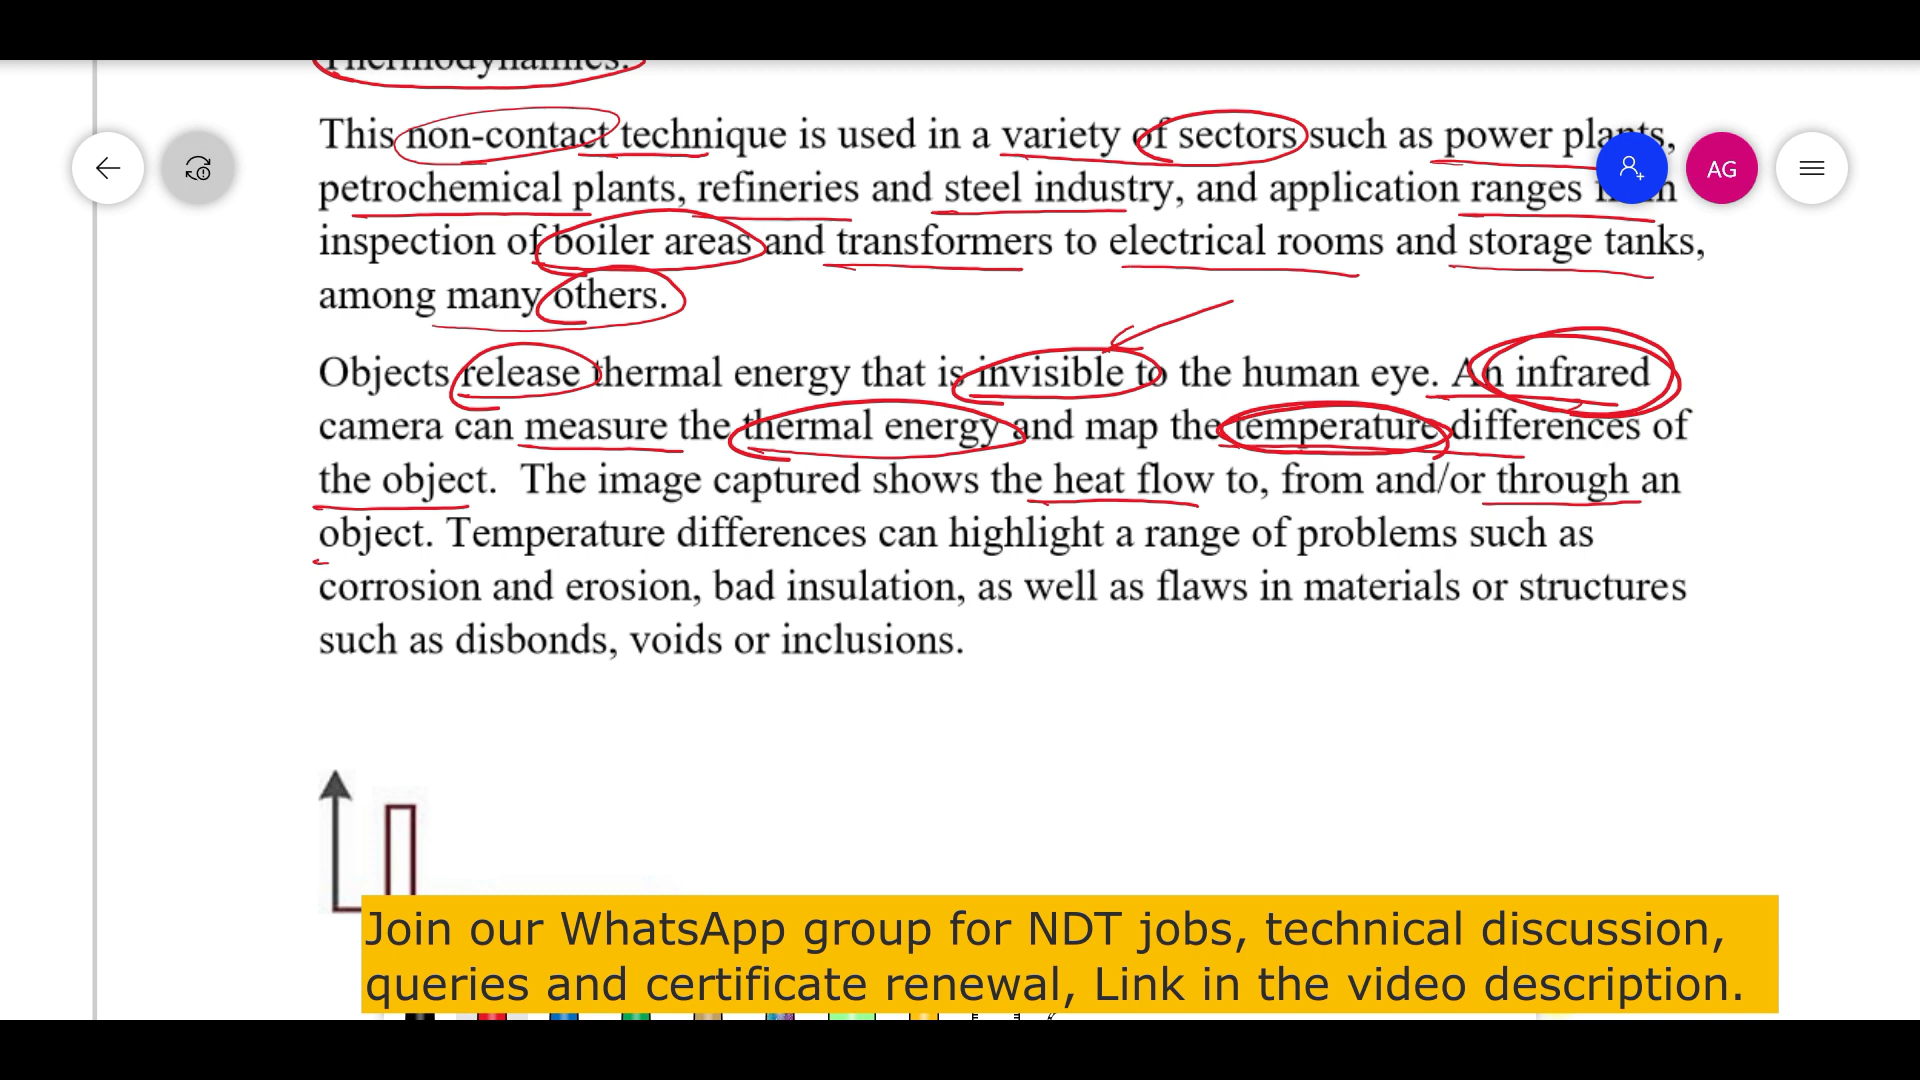 Thermodynamics.
This non-contact technique is used in a variety of sectors such as power plants,
petrochemical plants, refineries and steel industry, and application ranges
inspection of boiler areas and transformers to electrical rooms and storage tanks,
among many others.
Objects release thermal energy that is invisible to the human eye. An infrared
camera can measure the thermal energy and map the temperature differences of
the object. The image captured shows the heat flow to, from and/or through an
object. Temperature differences can highlight a range of problems such as
corrosion and erosion, bad insulation, as well as flaws in materials or structures
such as disbonds, voids or inclusions.
AG
Join our WhatsApp group for NDT jobs, technical discussion,
queries and certificate renewal, Link in the video description.